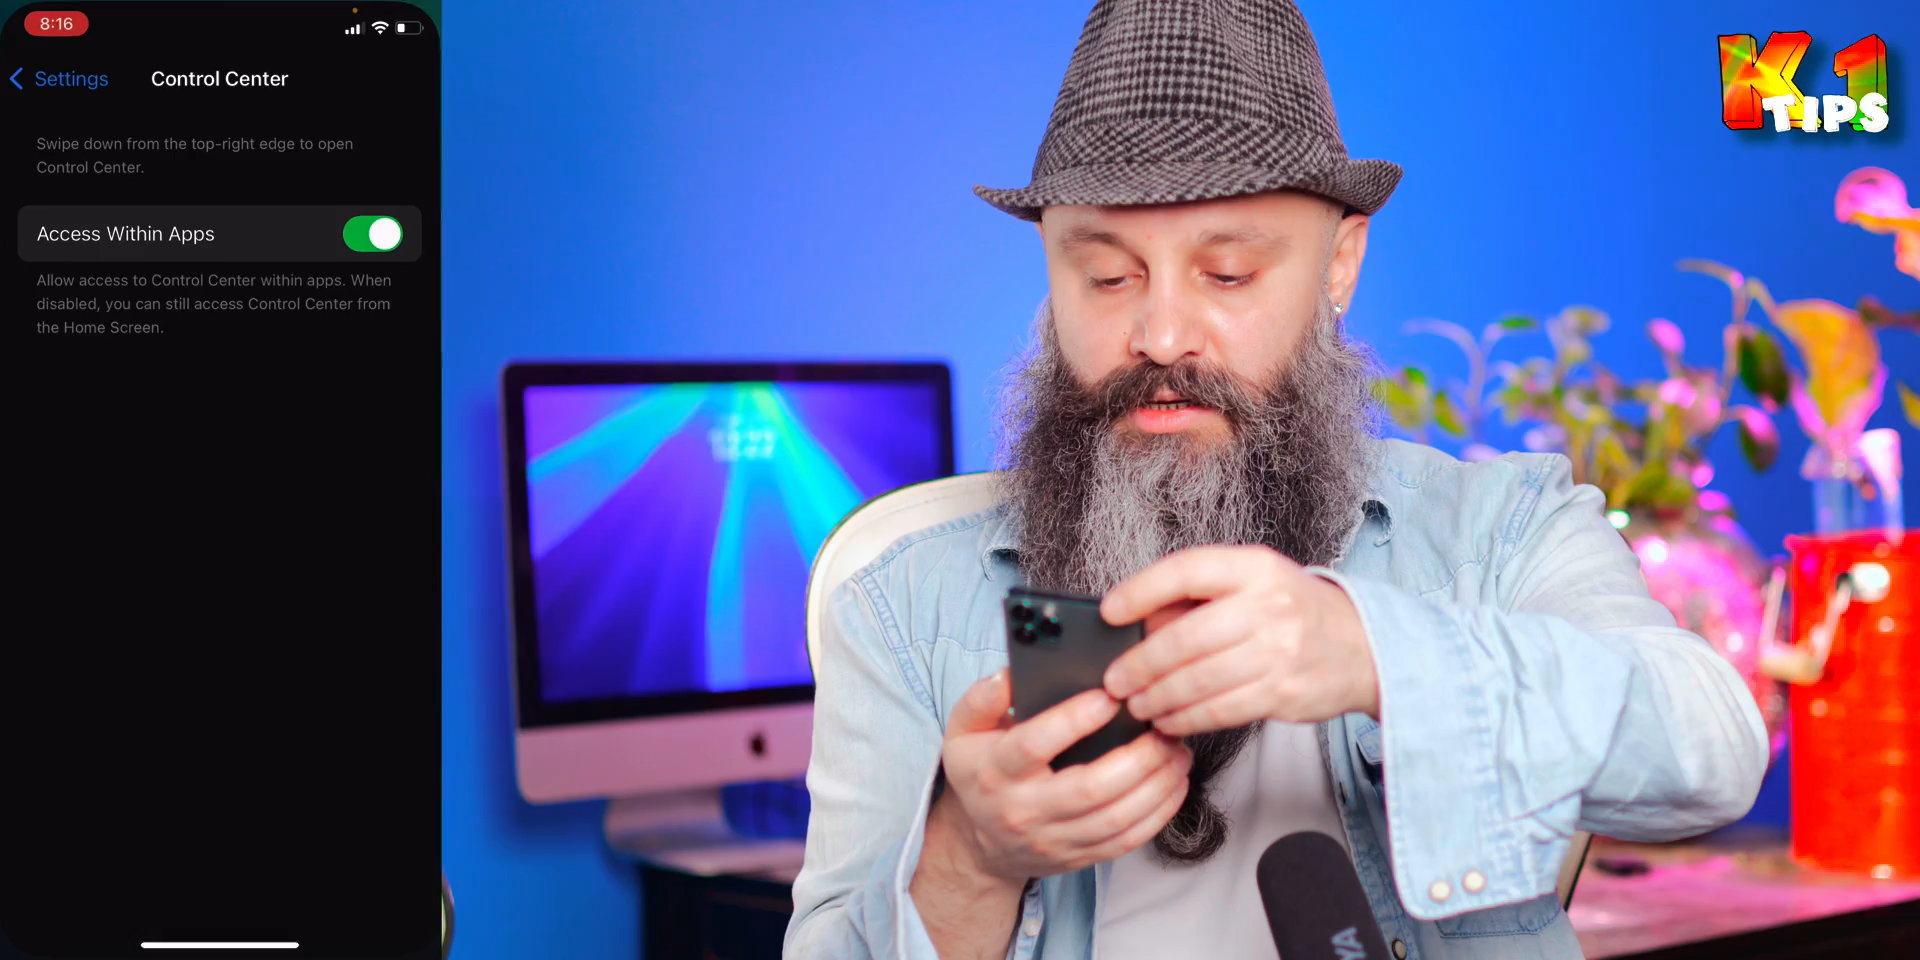 8:16
Settings
Control Center
Swipe down from the top-right edge to open
Control Center.
Access Within Apps
Allow access to Control Center within apps. When
disabled, you can still access Control Center from
the Home Screen.
K1
TIPS